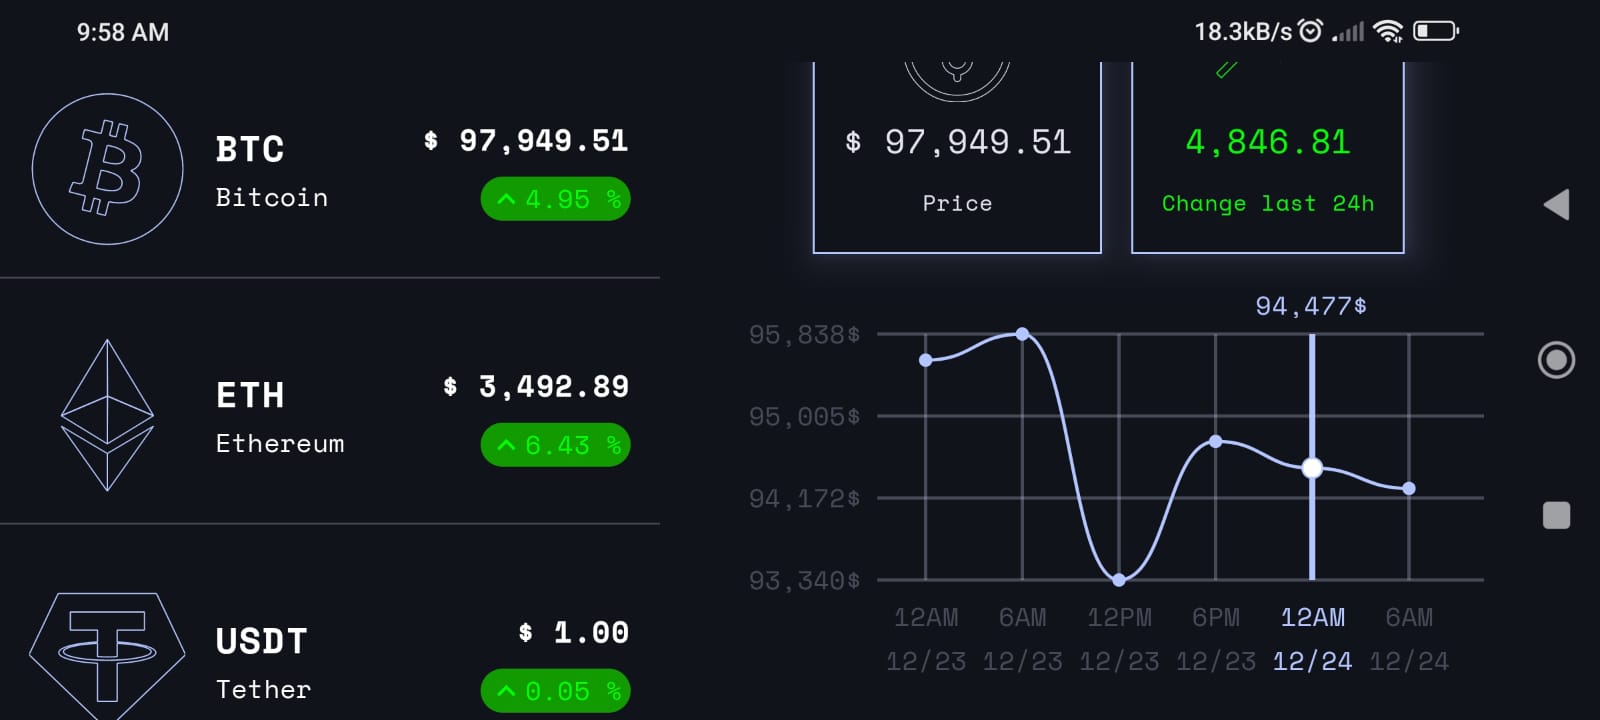 9:58 AM
18.3kB/s
BTC
Bitcoin
$ 97,949.51
4.95 %
ETH
Ethereum
$ 3,492.89
6.43 %
USDT
Tether
$ 1.00
0.05 %
$ 97,949.51
Price
4,846.81
Change last 24h
94,477$
95,838$
95,005$
94,172$
93,340$
12AM 6AM 12PM 6PM 12AM 6AM
12/23 12/23 12/23 12/23 12/24 12/24